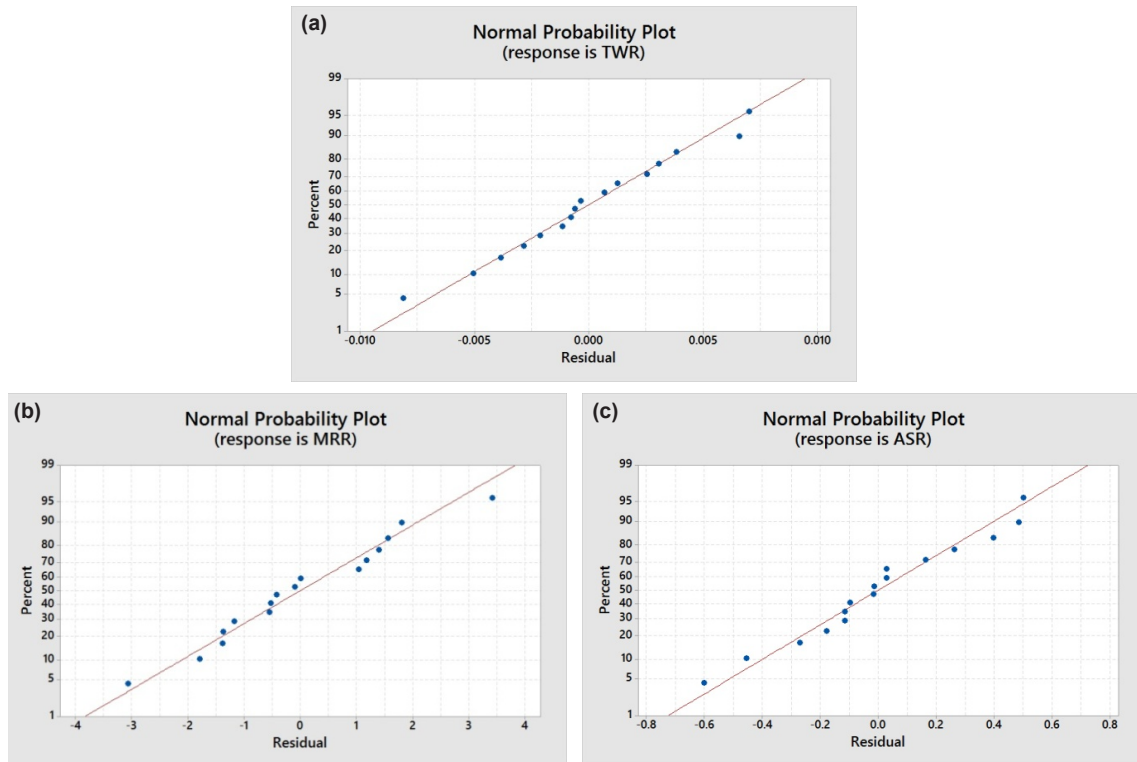 (a)
Normal Probability Plot
(response is TWR)
99
95
90
80
70
60
50
40
30
20
10
5
1
Percent
-0.010 -0.005 0.000 0.005 0.010
Residual
(b)
Normal Probability Plot
(response is MRR)
99
95
90
80
70
60
50
40
30
20
10
5
1
Percent
-4 -3 -2 -1 0 1 2 3 4
Residual
(c)
Normal Probability Plot
(response is ASR)
99
95
90
80
70
60
50
40
30
20
10
5
1
Percent
-0.8 -0.6 -0.4 -0.2 0.0 0.2 0.4 0.6 0.8
Residual